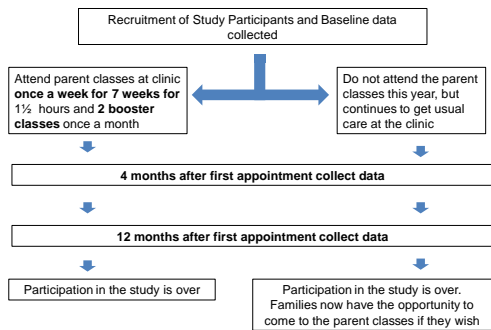 Recruitment of Study Participants and Baseline data
collected
Attend parent classes at clinic
once a week for 7 weeks for
1½ hours and 2 booster
classes once a month
Do not attend the parent
classes this year, but
continues to get usual
care at the clinic
4 months after first appointment collect data
12 months after first appointment collect data
Participation in the study is over
Participation in the study is over.
Families now have the opportunity to
come to the parent classes if they wish